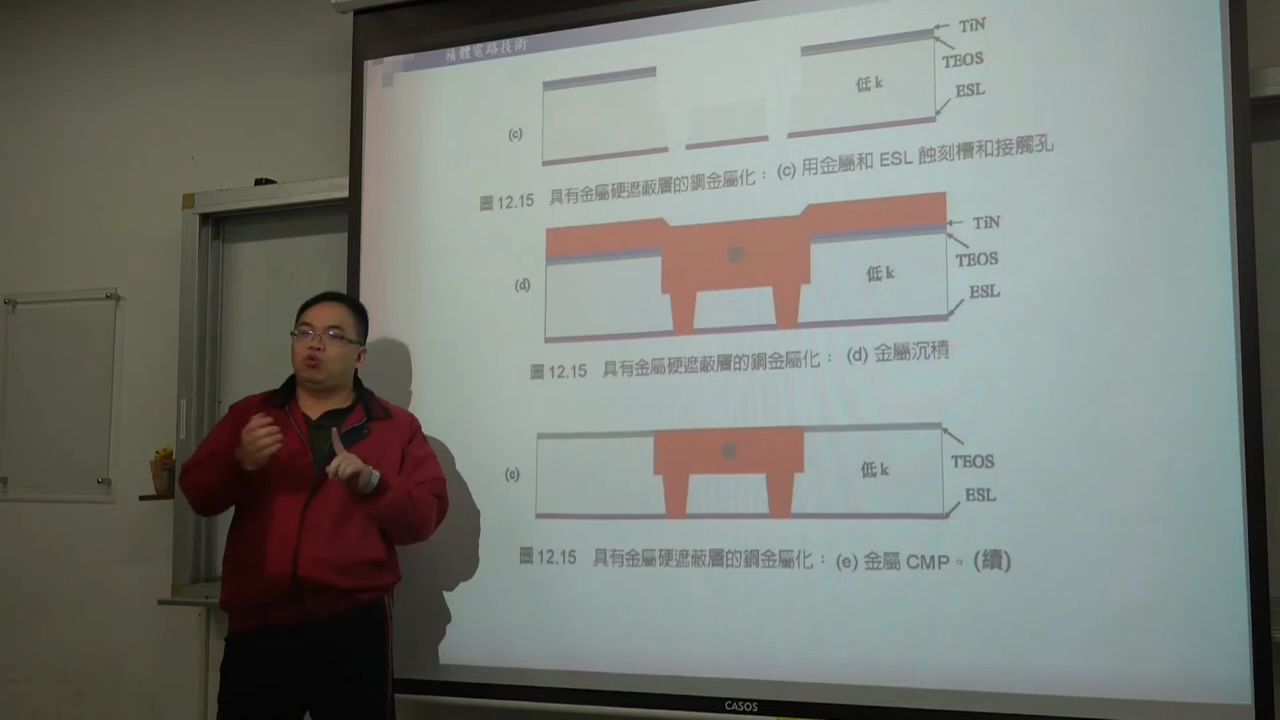 積體電路技術
TiN
TEOS
低 k
ESL
(c)
圖 12.15 具有金屬硬遮蔽層的銅金屬化： (c) 用金屬和 ESL 蝕刻槽和接觸孔
TiN
TEOS
低 k
(d)
ESL
圖 12.15 具有金屬硬遮蔽層的銅金屬化： (d) 金屬沉積
TEOS
低 k
(e)
ESL
圖 12.15 具有金屬硬遮蔽層的銅金屬化： (e) 金屬 CMP。(續)
CASOS